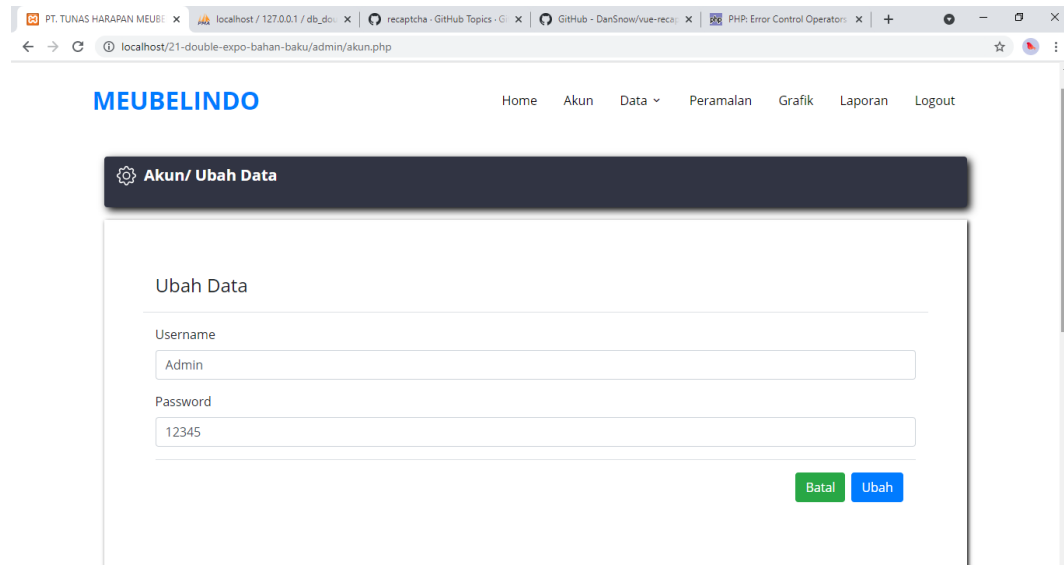 PT. TUNAS HARAPAN MEUBE
localhost / 127.0.0.1 / db_dou
recaptcha · GitHub Topics · Gi
GitHub - DanSnow/vue-recap
PHP: Error Control Operators
localhost/21-double-expo-bahan-baku/admin/akun.php
MEUBELINDO
Home Akun Data Peramalan Grafik Laporan Logout
Akun/ Ubah Data
Ubah Data
Username
Admin
Password
12345
Batal Ubah